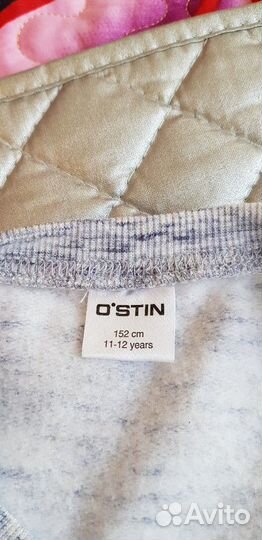 O'STIN
152 cm
11-12 years
Avito